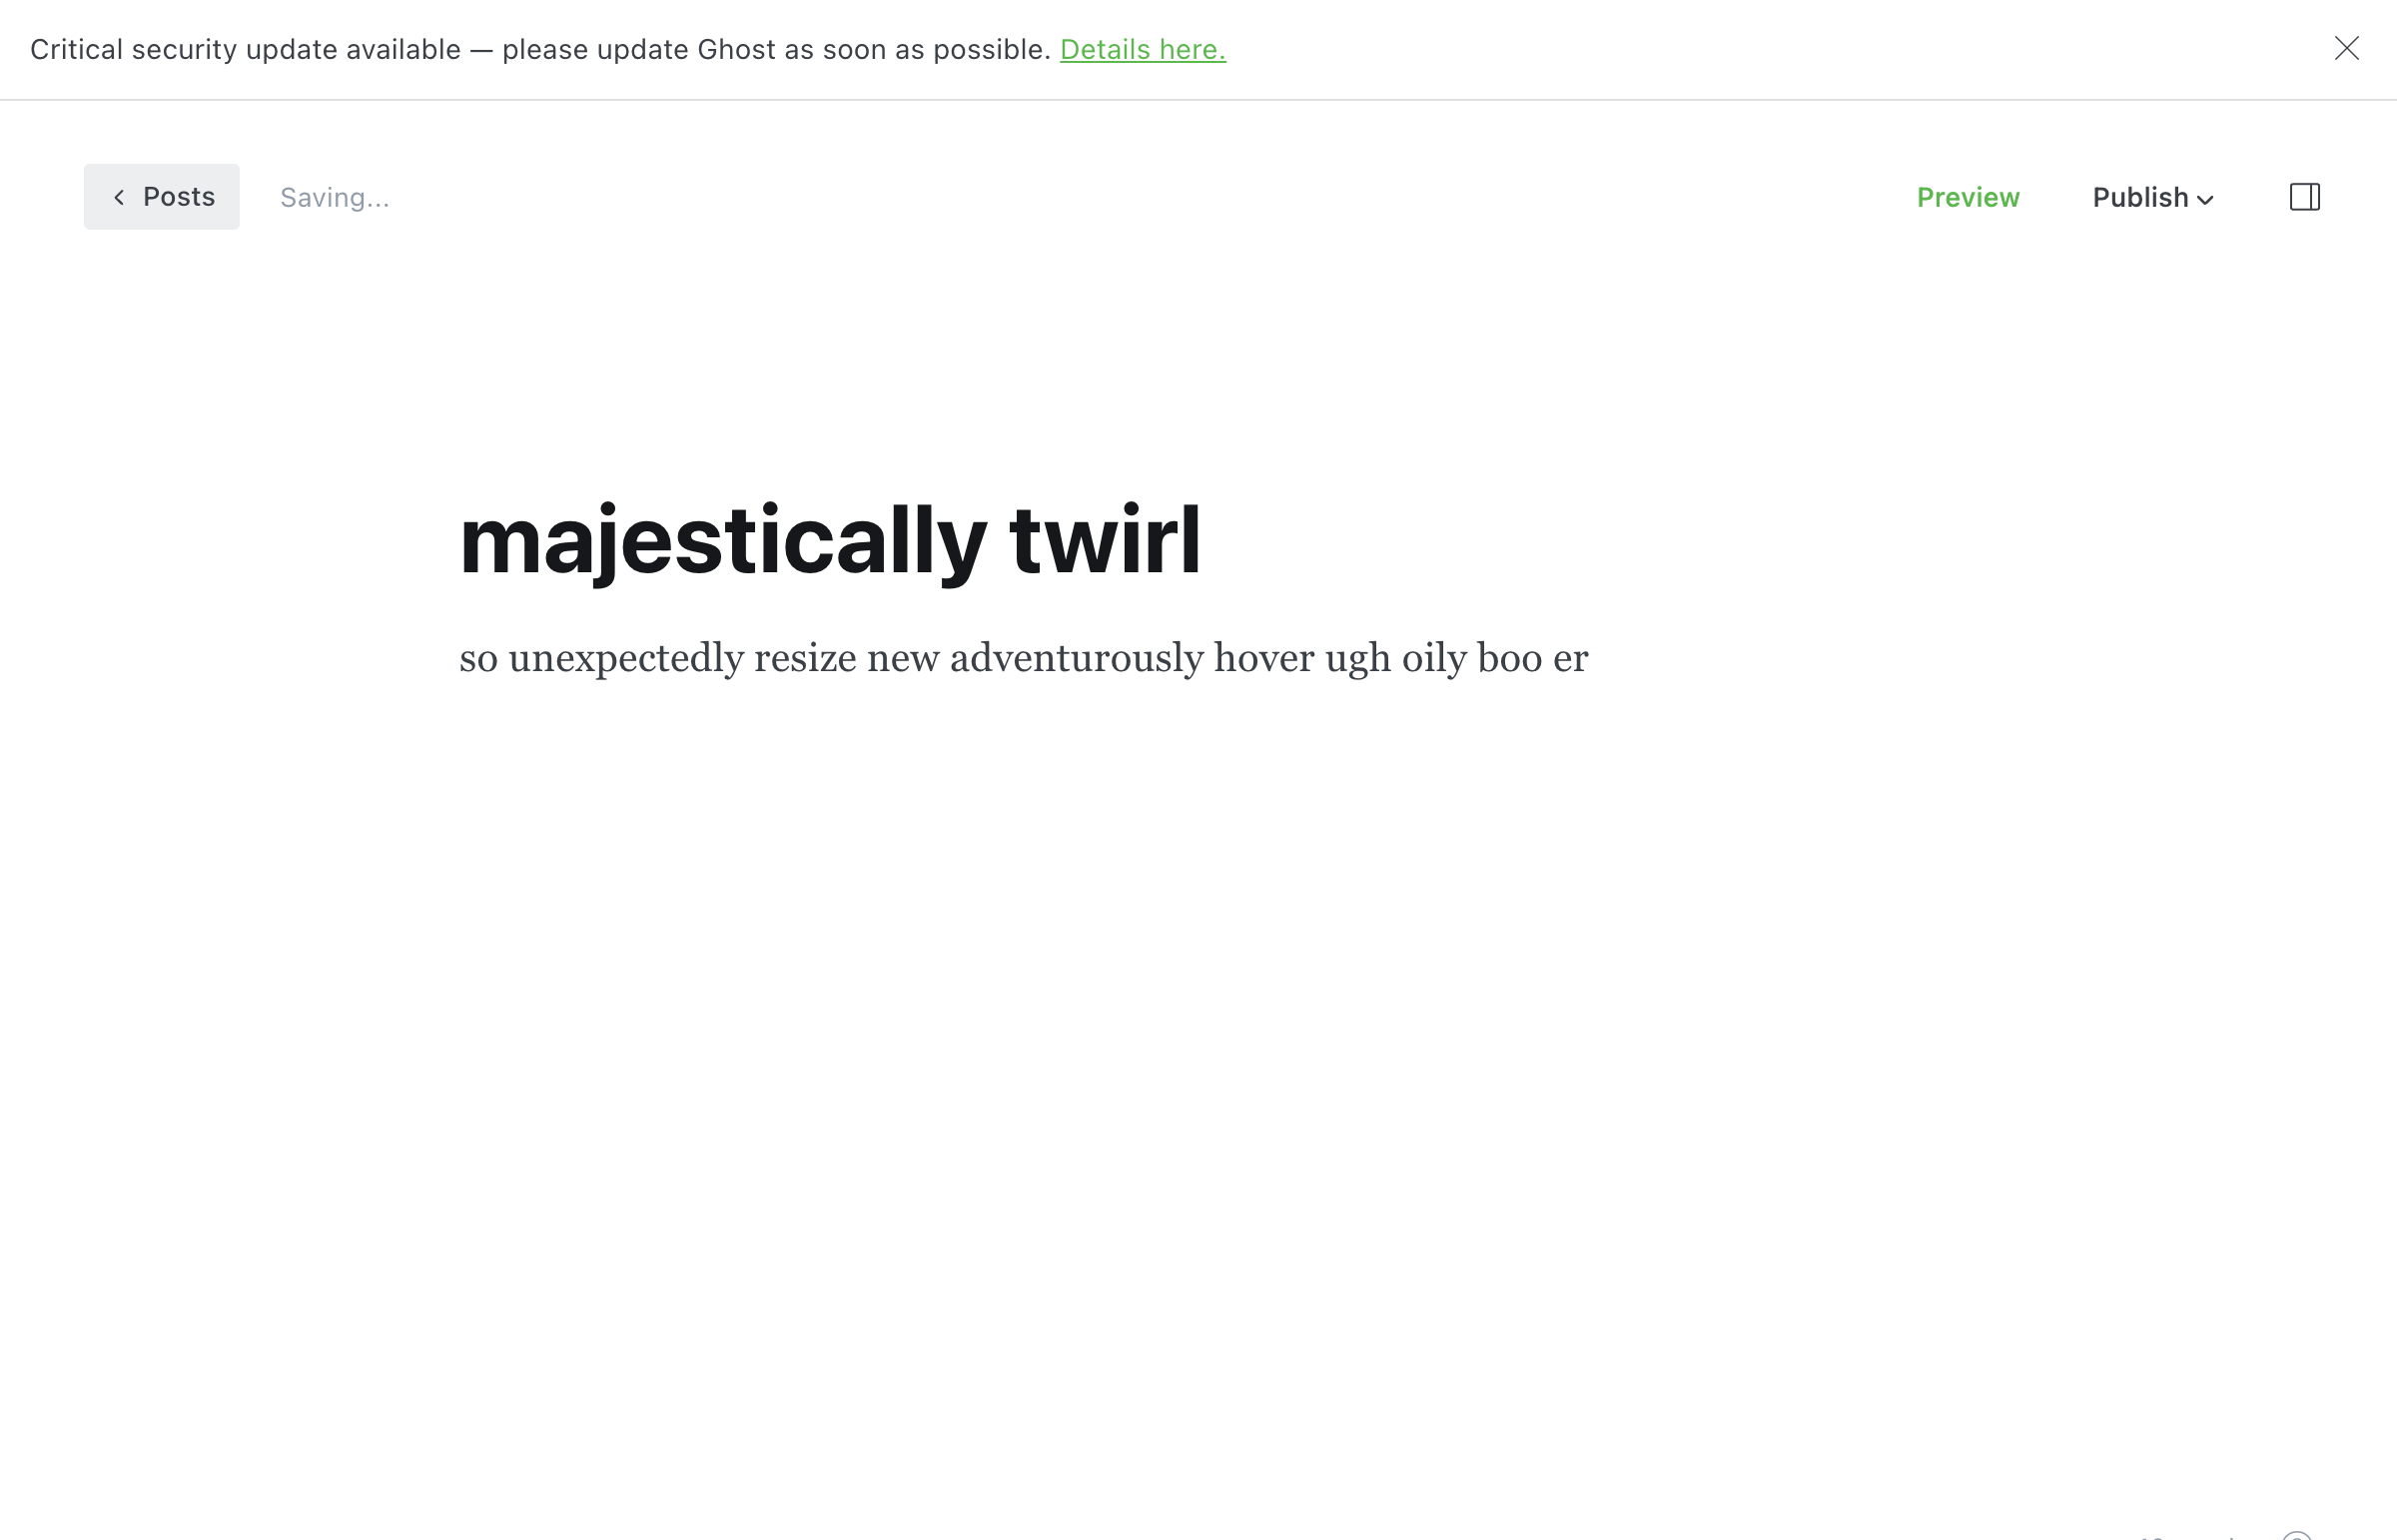 Critical security update available — please update Ghost as soon as possible. Details here.
Posts
Saving...
Preview
Publish
majestically twirl
so unexpectedly resize new adventurously hover ugh oily boo er